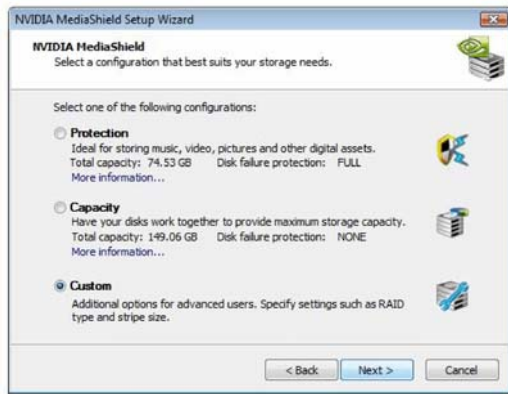 NVIDIA MediaShield Setup Wizard
NVIDIA MediaShield
Select a configuration that best suits your storage needs.
Select one of the following configurations:
Protection
Ideal for storing music, video, pictures and other digital assets.
Total capacity: 74.53 GB Disk failure protection: FULL
More information...
Capacity
Have your disks work together to provide maximum storage capacity.
Total capacity: 149.06 GB Disk failure protection: NONE
More information...
Custom
Additional options for advanced users. Specify settings such as RAID
type and stripe size.
< Back Next > Cancel